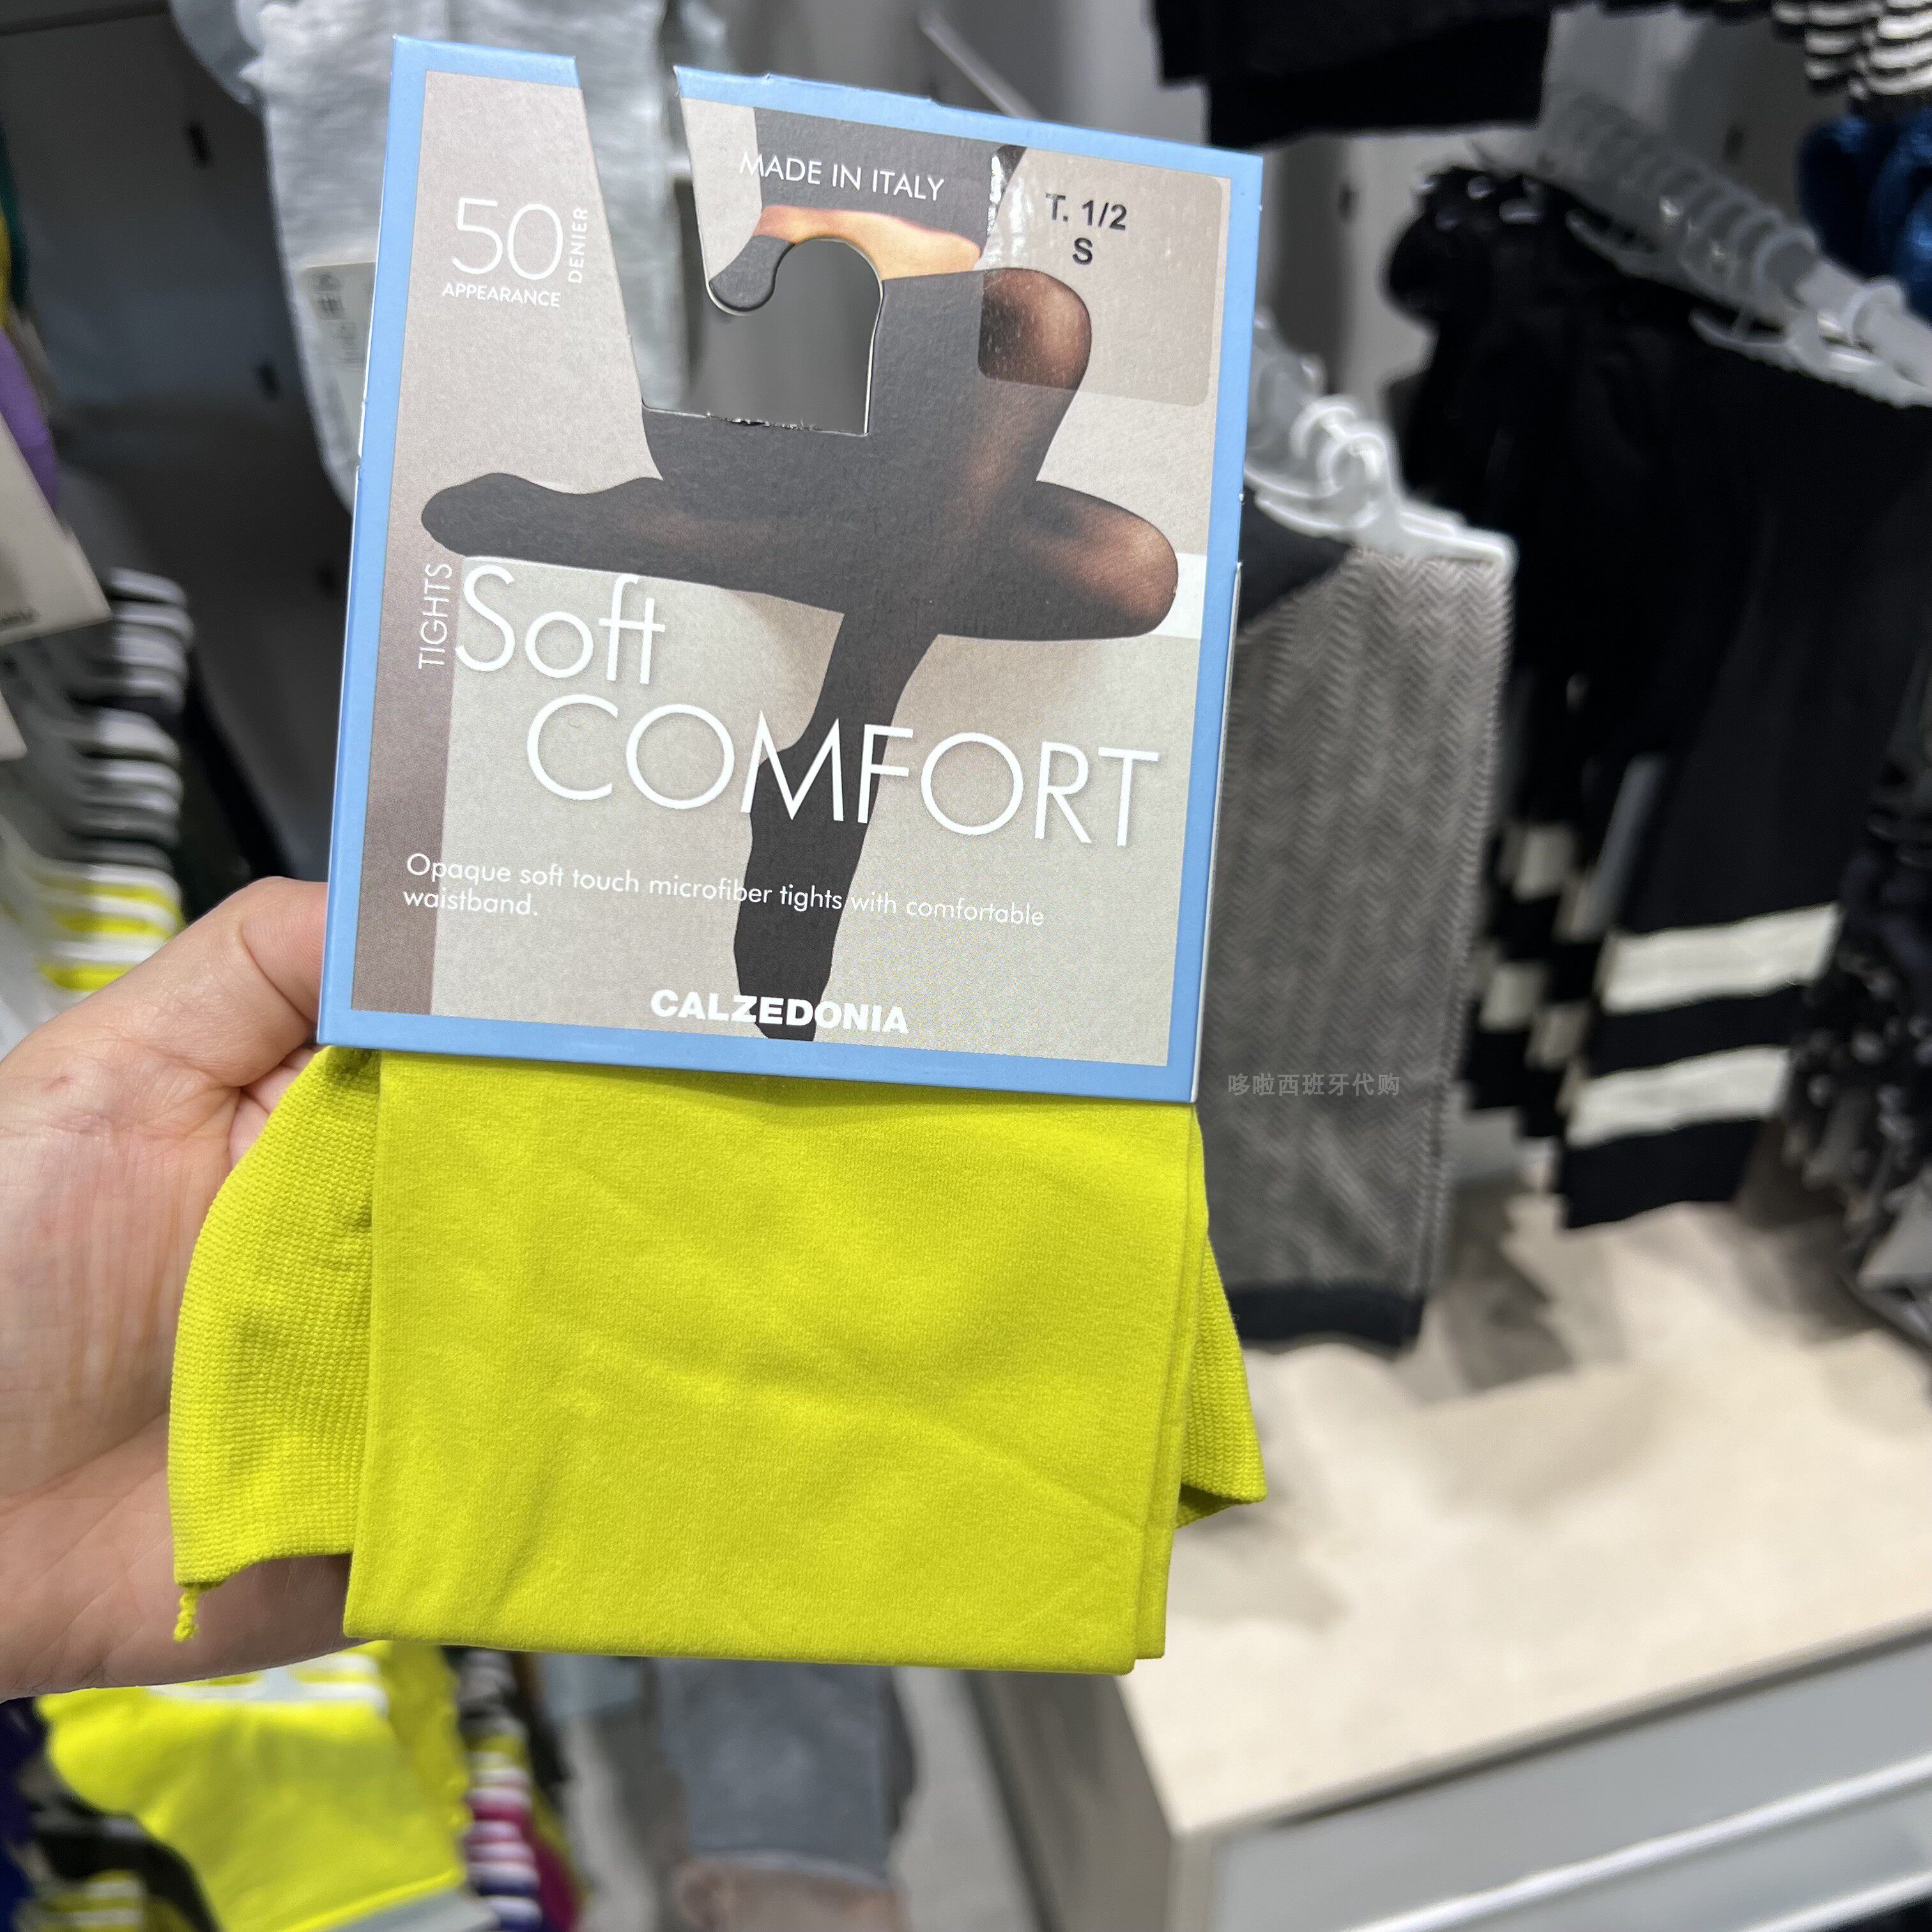 MADE IN ITALY
T. 1/2
S
50
DENIER
APPEARANCE
TIGHTS
Soft
COMFORT
Opaque soft touch microfiber tights with comfortable
waistband.
CALZEDONIA
哆啦西班牙代购